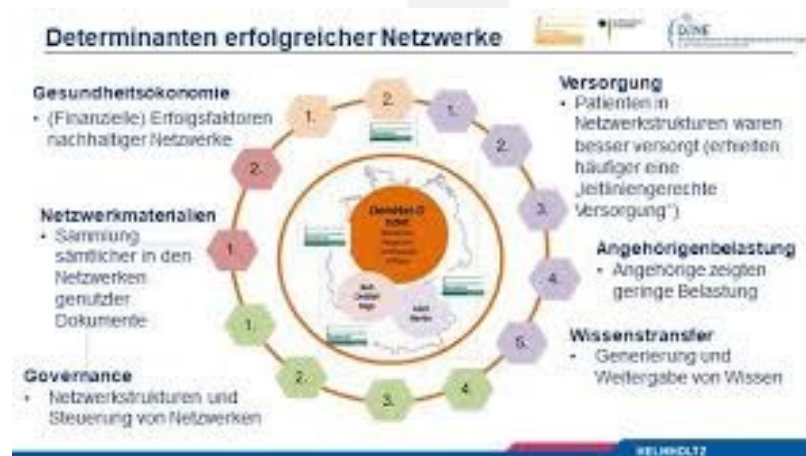 Determinanten erfolgreicher Netzwerke
DZNE
Gesundheitsökonomie
• (Finanzielle) Erfolgsfaktoren
nachhaltiger Netzwerke
Netzwerkmaterialien
• Sammlung
sämtlicher in den
Netzwerken
genutzter
Dokumente
Governance
• Netzwerkstrukturen und
Steuerung von Netzwerken
2.
1.
2.
1.
1.
2.
3.
4.
5.
4.
3.
2.
1.
DemNet-D
Versorgung
• Patienten in
Netzwerkstrukturen waren
besser versorgt (erhielten
häufiger eine
„leitliniengerechte
Versorgung“)
Angehörigenbelastung
• Angehörige zeigten
geringe Belastung
Wissenstransfer
• Generierung und
Weitergabe von Wissen
HELMHOLTZ